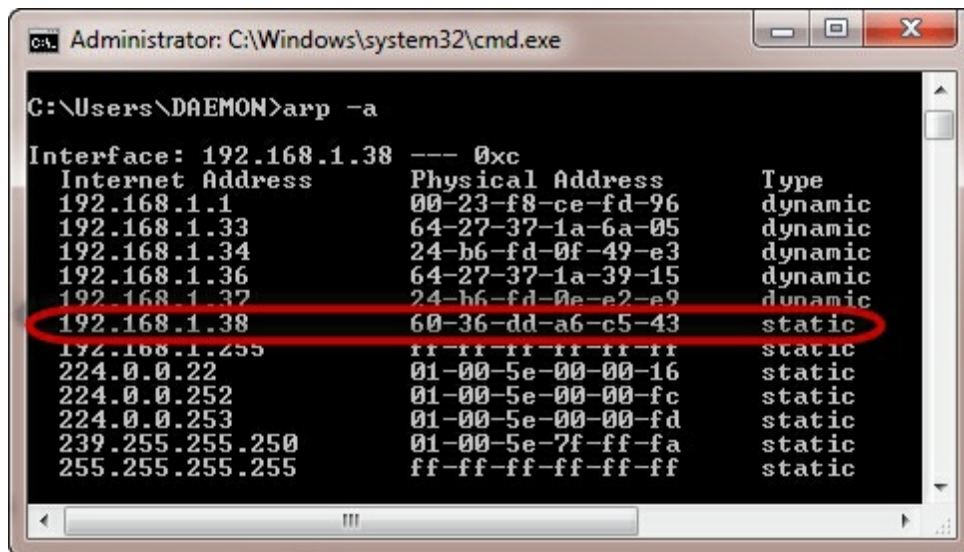 Administrator: C:\Windows\system32\cmd.exe
C:\Users\DAEMON>arp -a
Interface: 192.168.1.38 --- 0xc
Internet Address Physical Address Type
192.168.1.1 00-23-f8-ce-fd-96 dynamic
192.168.1.33 64-27-37-1a-6a-05 dynamic
192.168.1.34 24-b6-fd-0f-49-e3 dynamic
192.168.1.36 64-27-37-1a-39-15 dynamic
192.168.1.37 24-b6-fd-0e-e2-e9 dynamic
192.168.1.38 60-36-dd-a6-c5-43 static
192.168.1.255 ff-ff-ff-ff-ff-ff static
224.0.0.22 01-00-5e-00-00-16 static
224.0.0.252 01-00-5e-00-00-fc static
224.0.0.253 01-00-5e-00-00-fd static
239.255.255.250 01-00-5e-7f-ff-fa static
255.255.255.255 ff-ff-ff-ff-ff-ff static